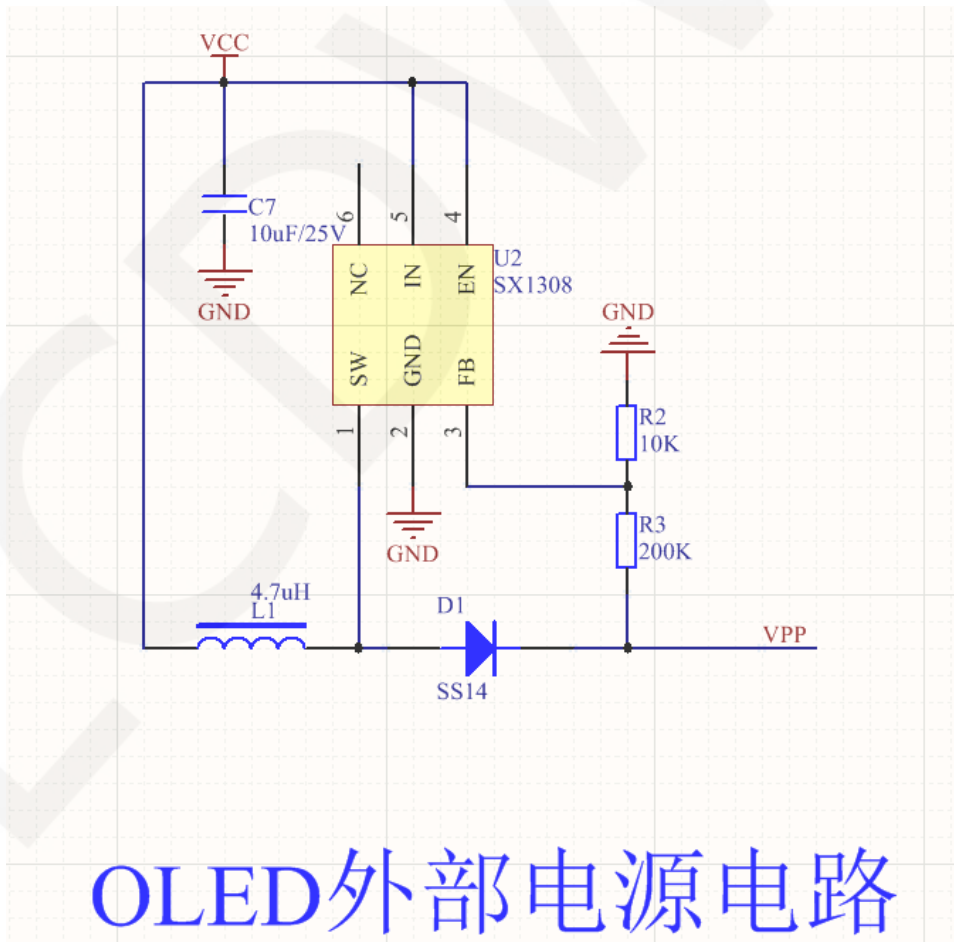 VCC
C7
10uF/25V
GND
6
5
4
NC
IN
EN
U2
SX1308
SW
GND
FB
1
2
3
GND
GND
R2
10K
R3
200K
4.7uH
L1
D1
SS14
VPP
OLED外部电源电路